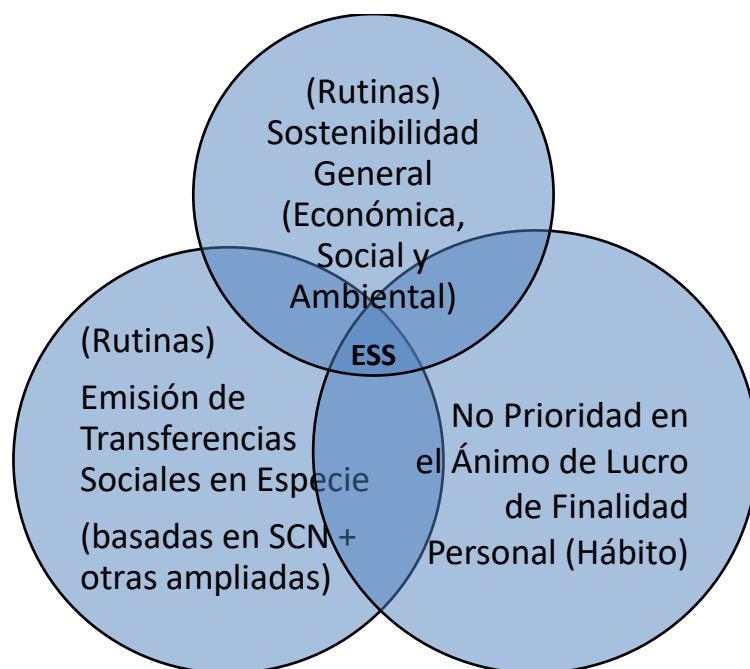 (Rutinas)
Sostenibilidad
General
(Económica,
Social y
Ambiental)
ESS
(Rutinas)
Emisión de
Transferencias
Sociales en Especie
(basadas en SCN +
otras ampliadas)
No Prioridad en
el Ánimo de Lucro
de Finalidad
Personal (Hábito)